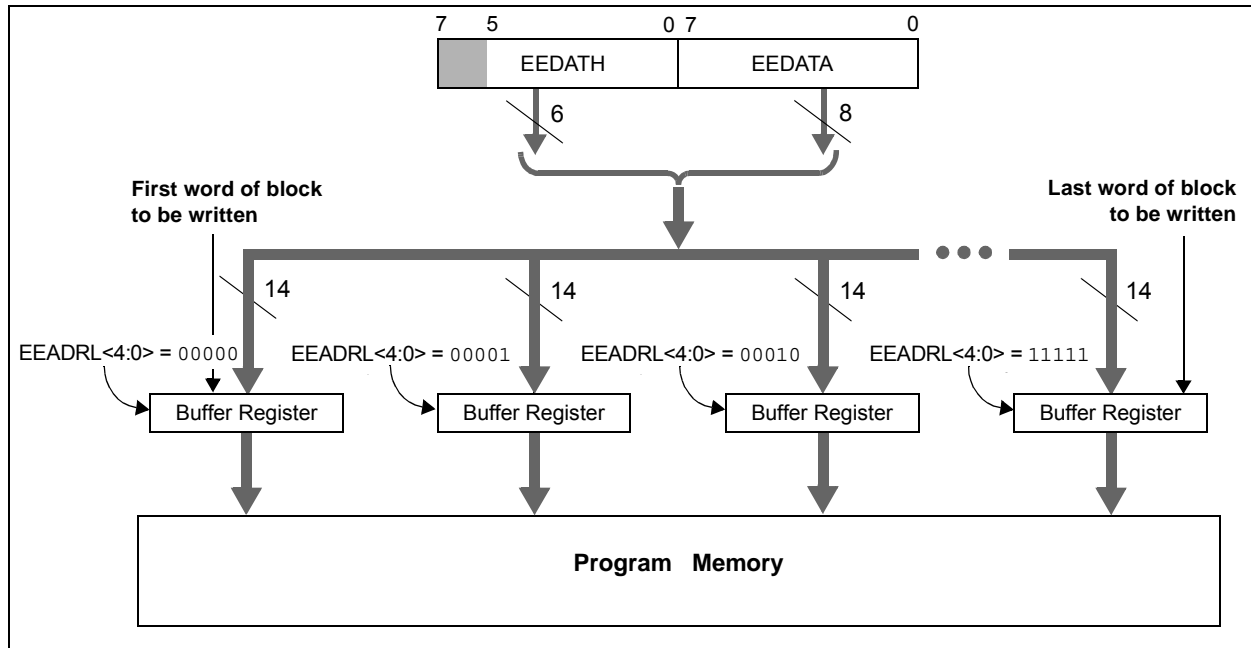 7 5 0 7 0
EEDATH EEDATA
6 8
First word of block
to be written
Last word of block
to be written
14 14 14 14
EEADRL<4:0> = 00000 EEADRL<4:0> = 00001 EEADRL<4:0> = 00010 EEADRL<4:0> = 11111
Buffer Register Buffer Register Buffer Register Buffer Register
Program Memory